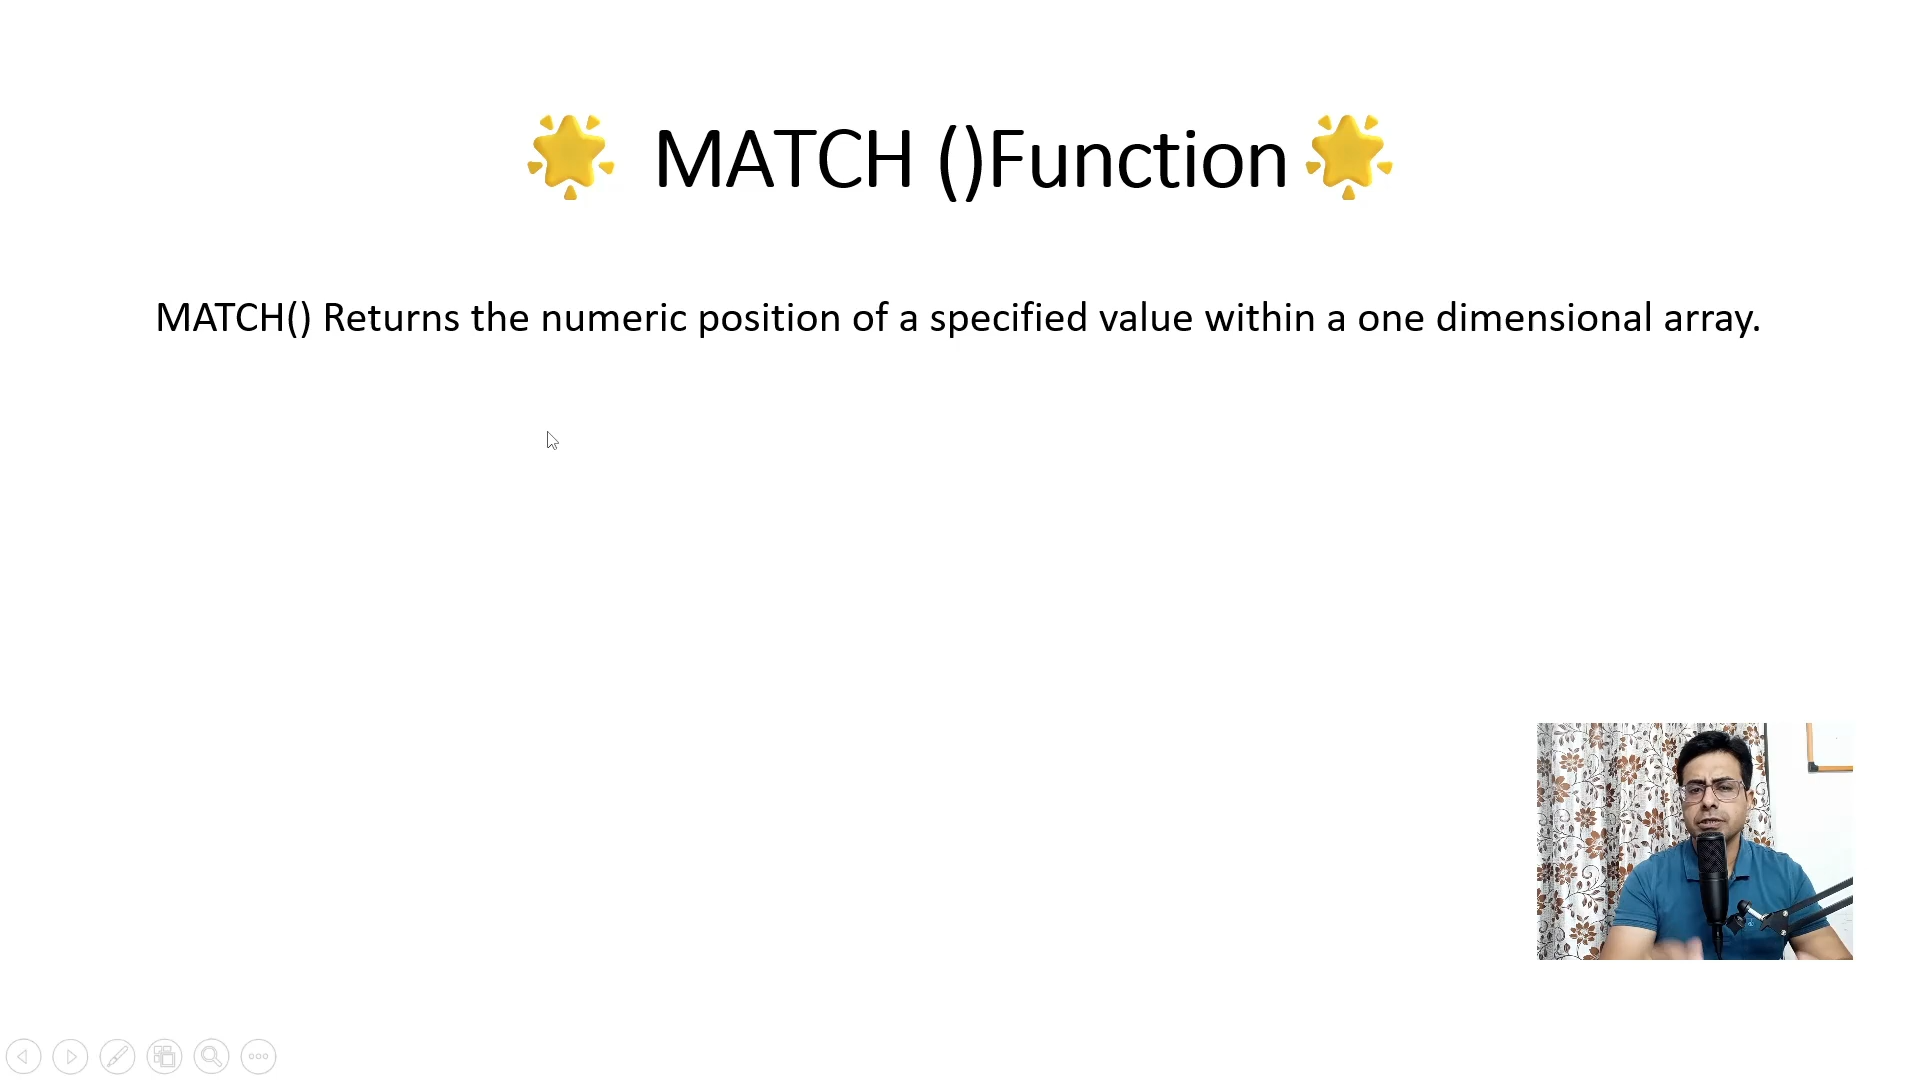 MATCH ()Function
MATCH() Returns the numeric position of a specified value within a one dimensional array.